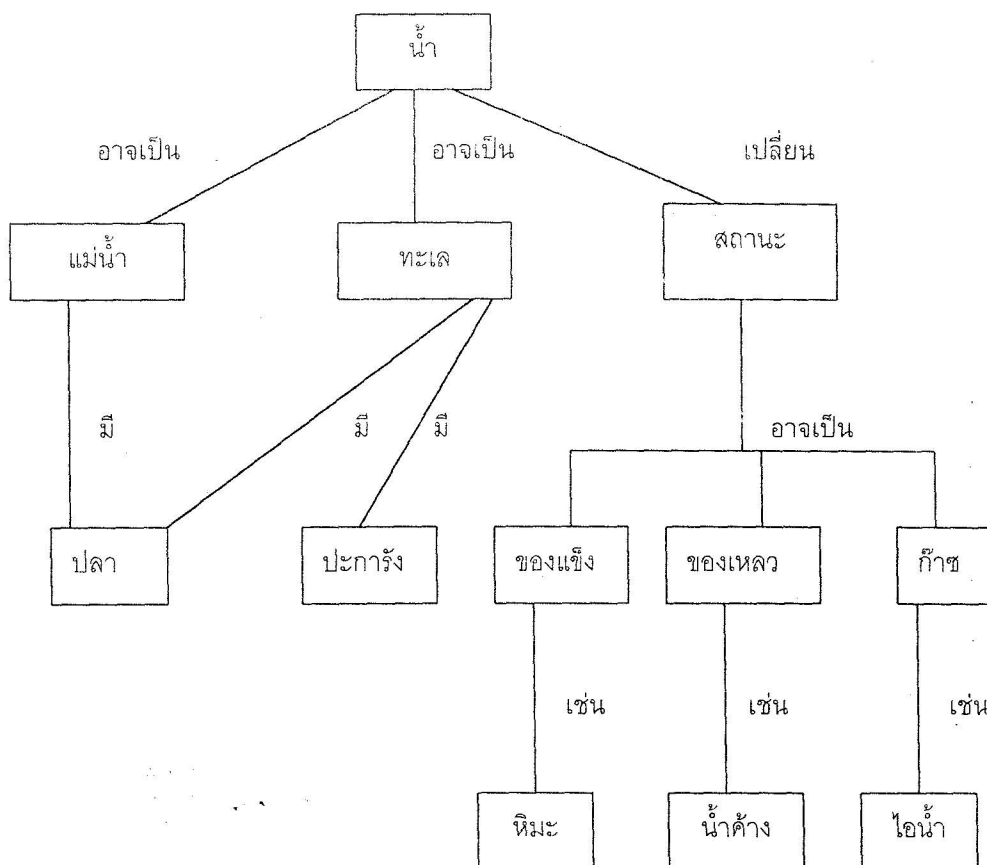 น้ำ
อาจเป็น อาจเป็น เปลี่ยน
แม่น้ำ ทะเล สถานะ
มี มี มี อาจเป็น
ปลา ปะการัง ของแข็ง ของเหลว ก๊าซ
เช่น เช่น เช่น
หิมะ น้ำค้าง ไอน้ำ